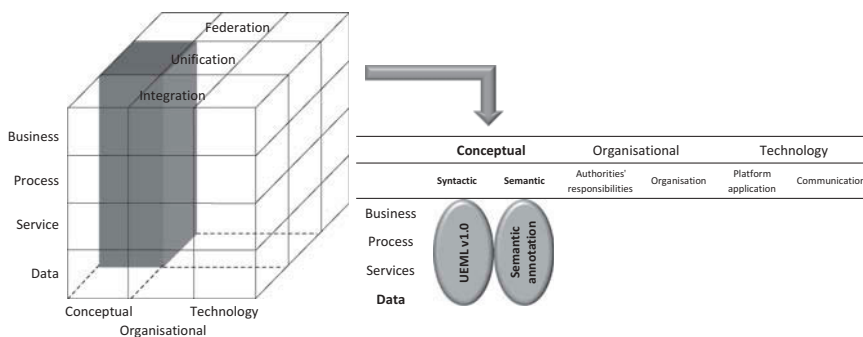 Federation
Unification
Integration
Business
Process
Service
Data
Conceptual
Organisational
Technology
Conceptual Organisational Technology
Syntactic Semantic Authorities' responsibilities Organisation Platform application Communication
Business
Process
Services
Data
UEML v1.0
Semantic
annotation